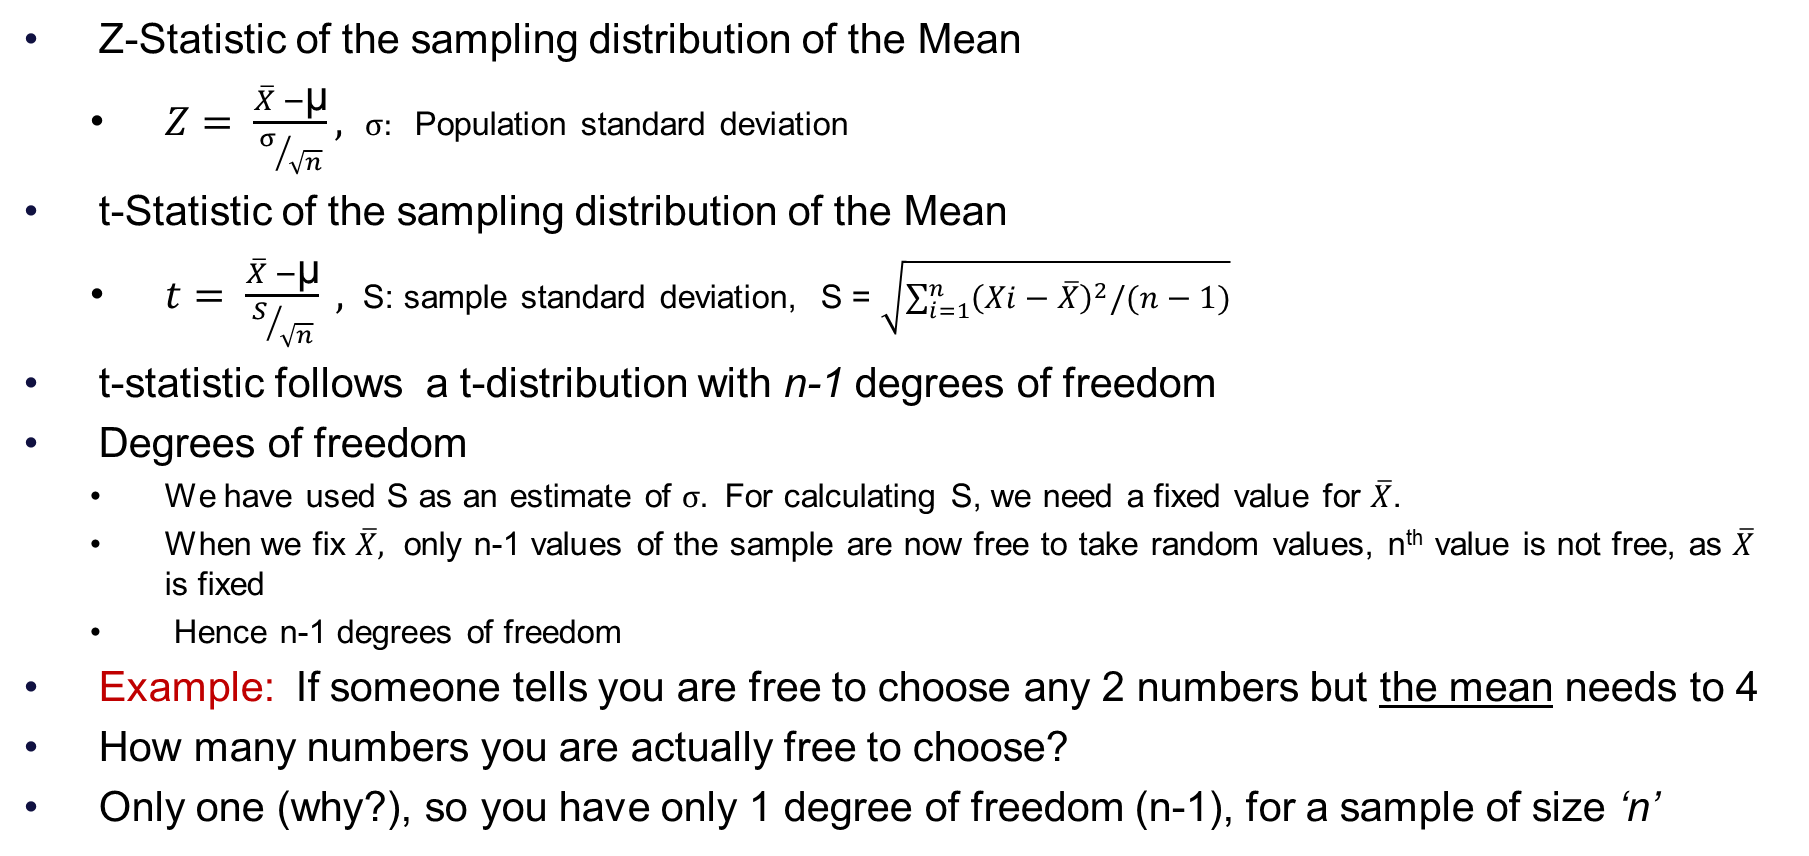 • Z-Statistic of the sampling distribution of the Mean
• Z = (X̄ −µ)/(σ/√n), σ: Population standard deviation
• t-Statistic of the sampling distribution of the Mean
• t = (X̄ −µ)/(S/√n), S: sample standard deviation, S = √(∑ⁿᵢ₌₁(Xi − X̄)²/(n − 1))
• t-statistic follows a t-distribution with n-1 degrees of freedom
• Degrees of freedom
• We have used S as an estimate of σ. For calculating S, we need a fixed value for X̄.
• When we fix X̄, only n-1 values of the sample are now free to take random values, nth value is not free, as X̄
is fixed
• Hence n-1 degrees of freedom
• Example: If someone tells you are free to choose any 2 numbers but the mean needs to 4
• How many numbers you are actually free to choose?
• Only one (why?), so you have only 1 degree of freedom (n-1), for a sample of size ‘n’